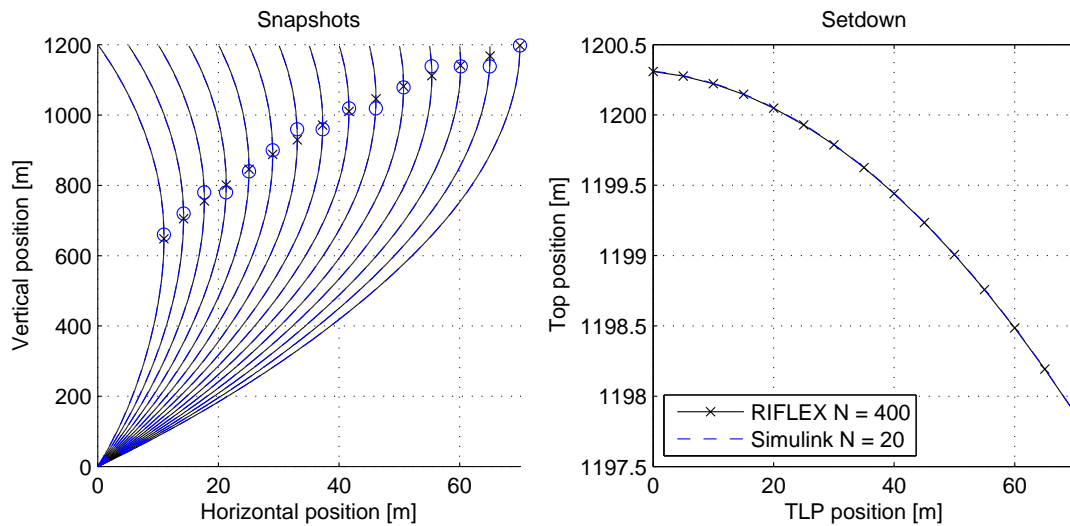 Snapshots
1200
1000
800
600
400
200
0
0
20
40
60
Vertical position [m]
Horizontal position [m]
Setdown
1200.5
1200
1199.5
1199
1198.5
1198
1197.5
0
20
40
60
Top position [m]
TLP position [m]
RIFLEX N = 400
Simulink N = 20